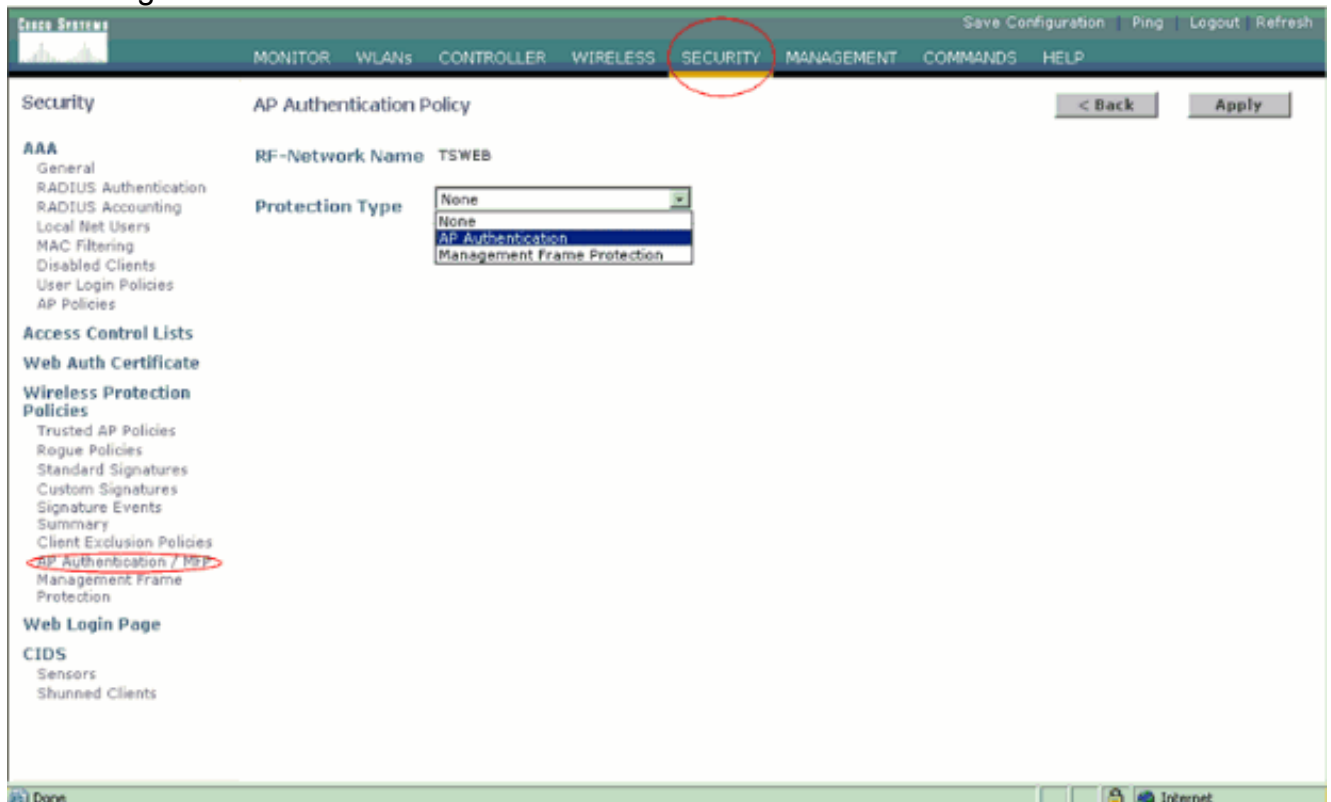 CISCO SYSTEMS
Save Configuration | Ping | Logout | Refresh
MONITOR WLANs CONTROLLER WIRELESS SECURITY MANAGEMENT COMMANDS HELP
Security
AAA
General
RADIUS Authentication
RADIUS Accounting
Local Net Users
MAC Filtering
Disabled Clients
User Login Policies
AP Policies
Access Control Lists
Web Auth Certificate
Wireless Protection
Policies
Trusted AP Policies
Rogue Policies
Standard Signatures
Custom Signatures
Signature Events
Summary
Client Exclusion Policies
AP Authentication / MFP
Management Frame
Protection
Web Login Page
CIDS
Sensors
Shunned Clients
AP Authentication Policy
< Back
Apply
RF-Network Name TSWEB
Protection Type None
None
AP Authentication
Management Frame Protection
Done
Internet